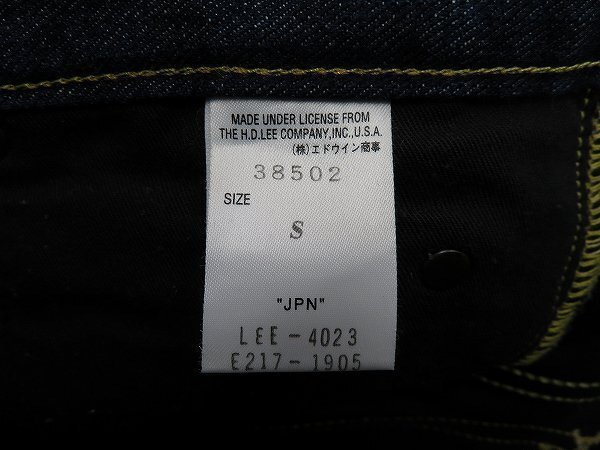 MADE UNDER LICENSE FROM
THE H.D.LEE COMPANY,INC.,U.S.A.
(株)エドウイン商事
38502
SIZE
S
"JPN"
LEE-4023
E217-1905